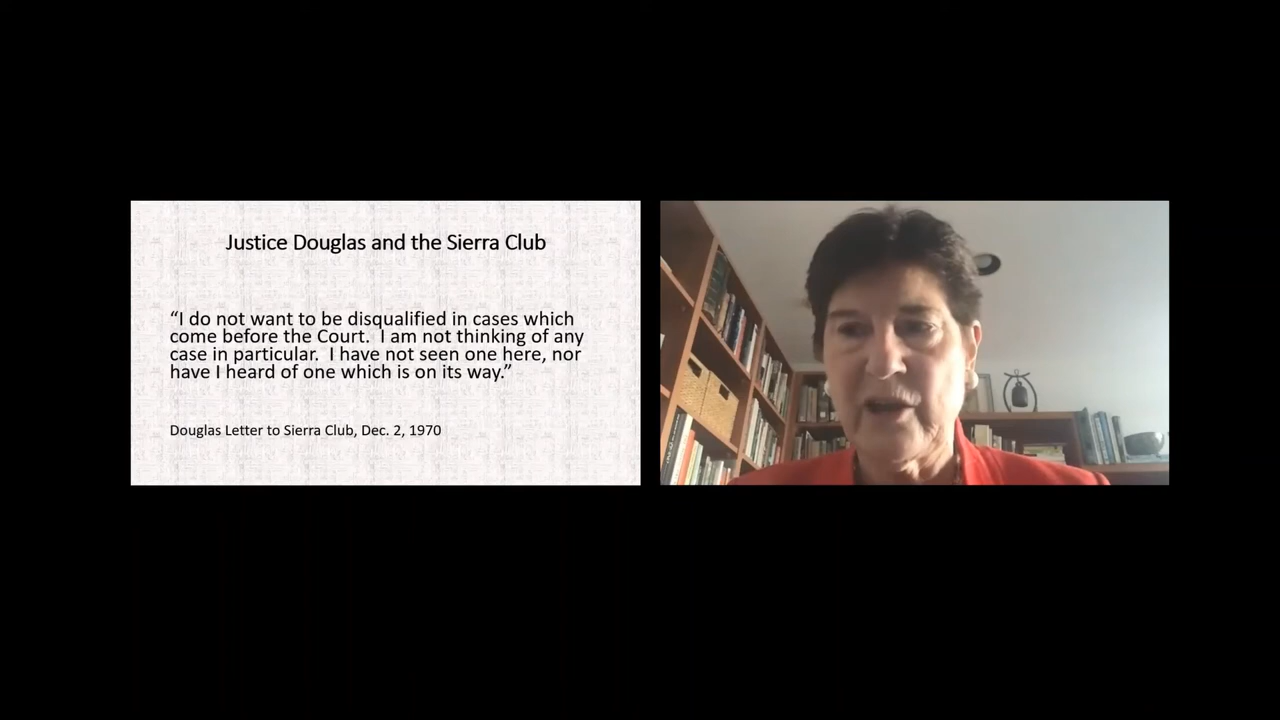 Justice Douglas and the Sierra Club
“I do not want to be disqualified in cases which
come before the Court.  I am not thinking of any
case in particular.  I have not seen one here, nor
have I heard of one which is on its way.”
Douglas Letter to Sierra Club, Dec. 2, 1970